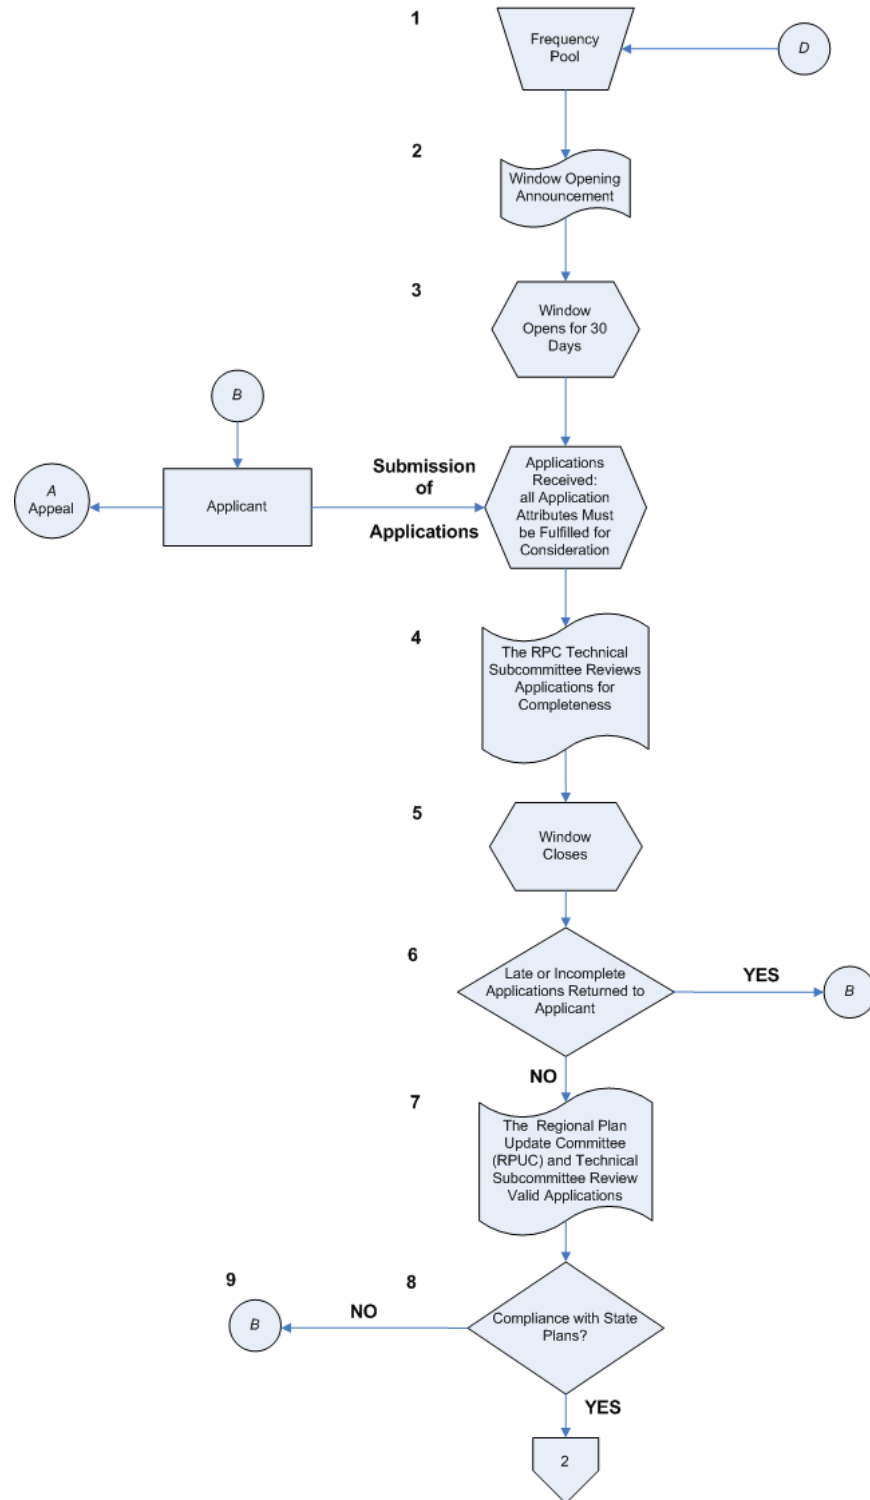 1
Frequency
Pool
D
2
Window Opening
Announcement
3
Window
Opens for 30
Days
B
A
Appeal
Applicant
Submission
of
Applications
Applications
Received:
all Application
Attributes Must
be Fulfilled for
Consideration
4
The RPC Technical
Subcommittee Reviews
Applications for
Completeness
5
Window
Closes
6
Late or Incomplete
Applications Returned to
Applicant
YES
B
NO
7
The Regional Plan
Update Committee
(RPUC) and Technical
Subcommittee Review
Valid Applications
9
8
B
NO
Compliance with State
Plans?
YES
2